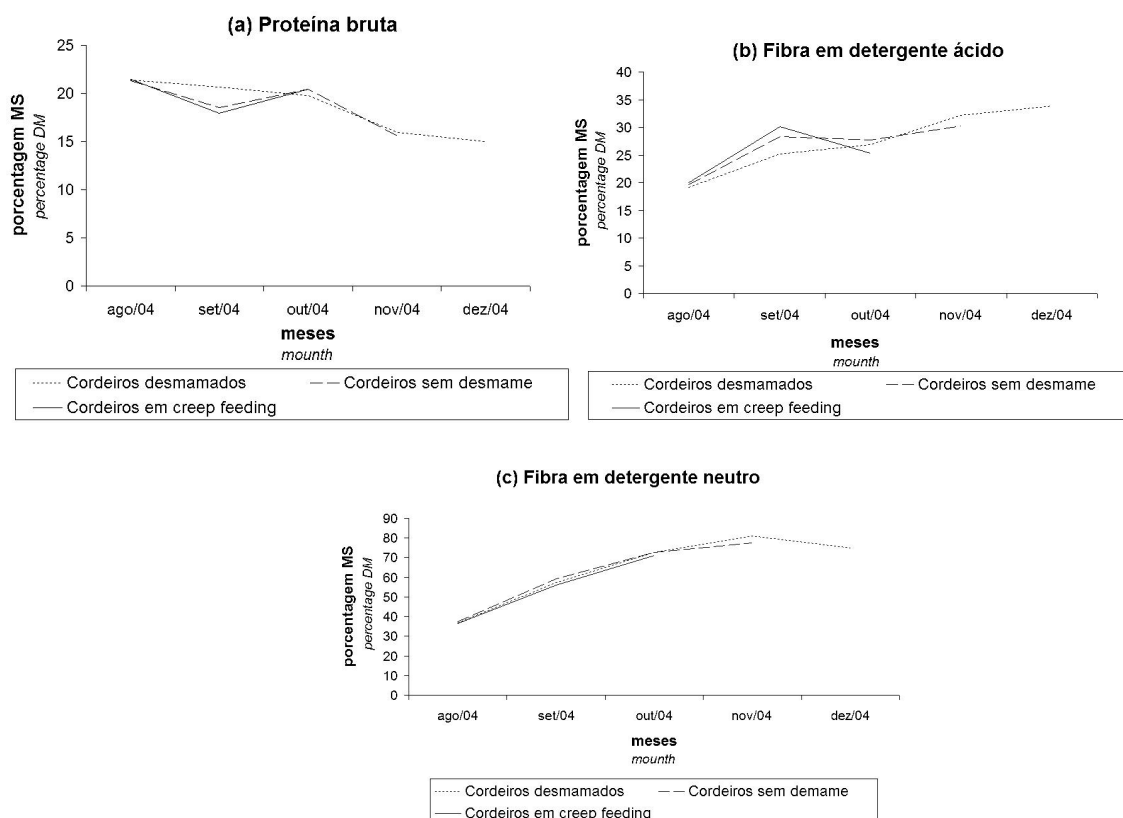 (a) Proteína bruta
25
20
15
10
5
0
porcentagem MS
percentage DM
ago/04 set/04 out/04 nov/04 dez/04
meses
mounth
Cordeiros desmamados Cordeiros sem desmame
Cordeiros em creep feeding
(b) Fibra em detergente ácido
40
35
30
25
20
15
10
5
0
porcentagem MS
percentage DM
ago/04 set/04 out/04 nov/04 dez/04
meses
mounth
Cordeiros desmamados Cordeiros sem desmame
Cordeiros em creep feeding
(c) Fibra em detergente neutro
90
80
70
60
50
40
30
20
10
0
porcentagem MS
percentage DM
ago/04 set/04 out/04 nov/04 dez/04
meses
mounth
Cordeiros desmamados Cordeiros sem demame
Cordeiros em creep feeding